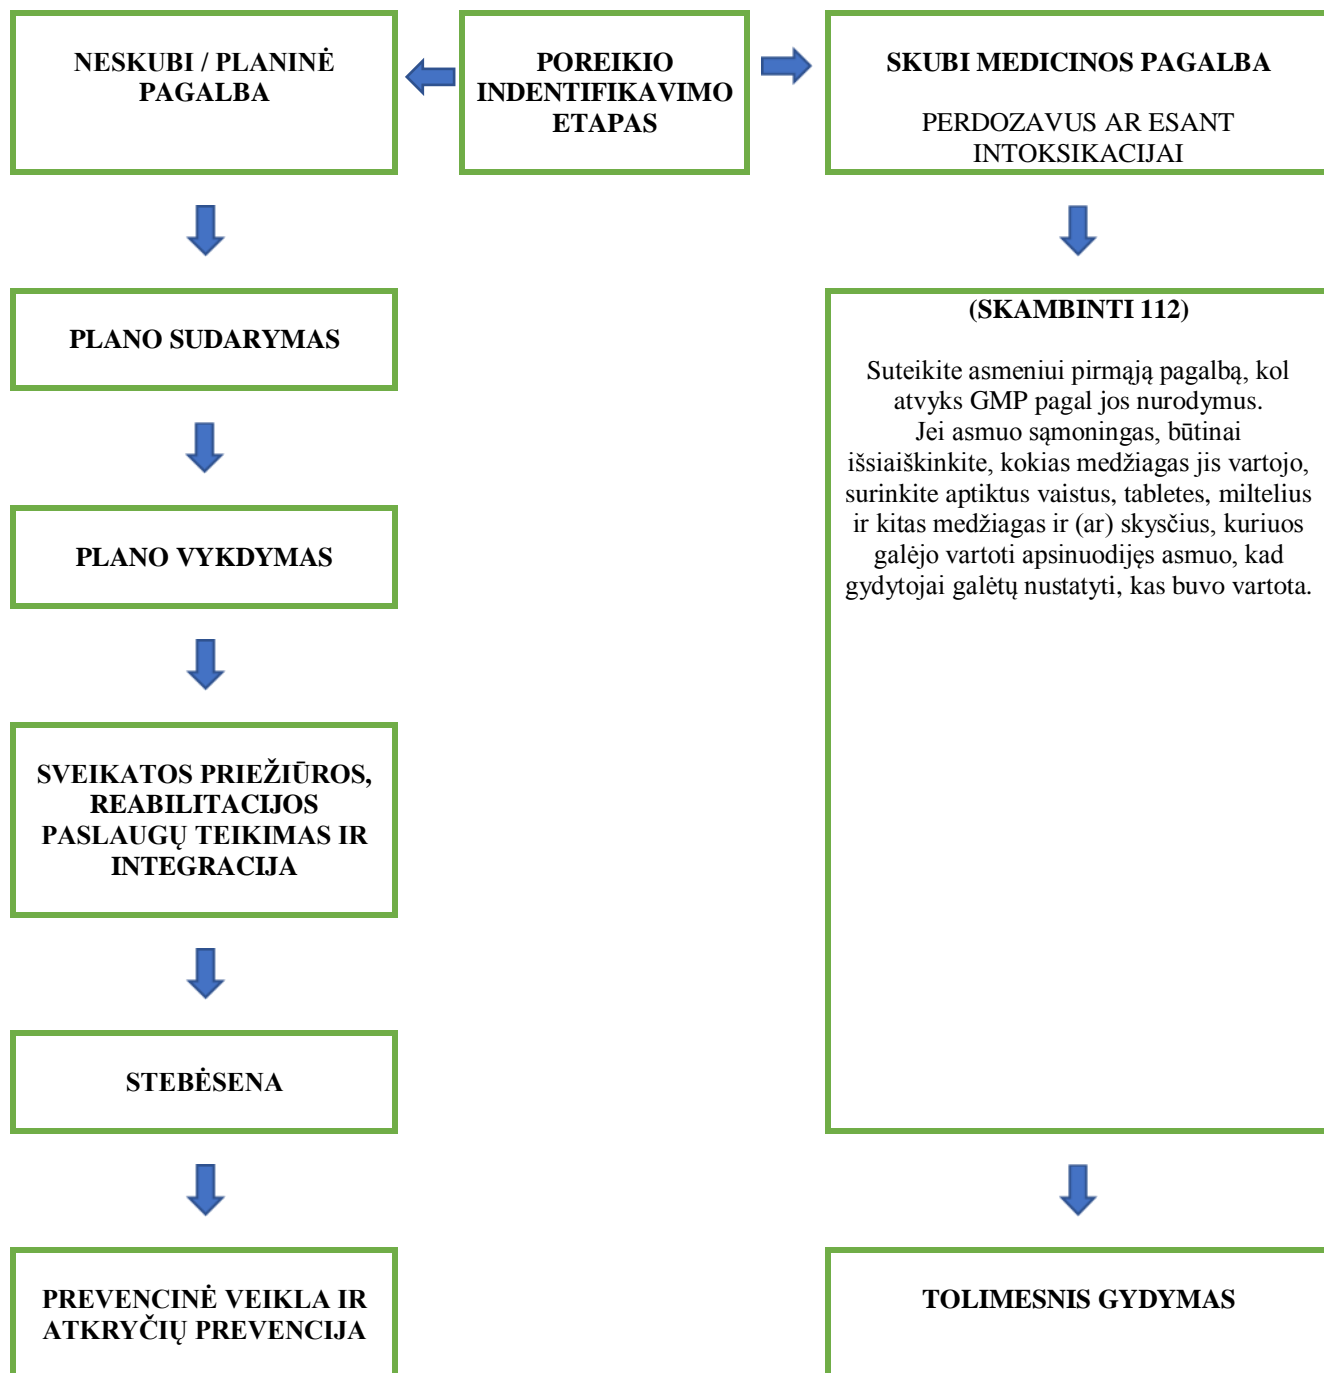 NESKUBI / PLANINĖ
PAGALBA
POREIKIO
INDENTIFIKAVIMO
ETAPAS
SKUBI MEDICINOS PAGALBA
PERDOZAVUS AR ESANT
INTOKSIKACIJAI
PLANO SUDARYMAS
(SKAMBINTI 112)
Suteikite asmeniui pirmąją pagalbą, kol
atvyks GMP pagal jos nurodymus.
Jei asmuo sąmoningas, būtinai
išsiaiškinkite, kokias medžiagas jis vartojo,
surinkite aptiktus vaistus, tabletes, miltelius
ir kitas medžiagas ir (ar) skysčius, kuriuos
galėjo vartoti apsinuodijęs asmuo, kad
gydytojai galėtų nustatyti, kas buvo vartota.
PLANO VYKDYMAS
SVEIKATOS PRIEŽIŪROS,
REABILITACIJOS
PASLAUGŲ TEIKIMAS IR
INTEGRACIJA
STEBĖSENA
PREVENCINĖ VEIKLA IR
ATKRYČIŲ PREVENCIJA
TOLIMESNIS GYDYMAS